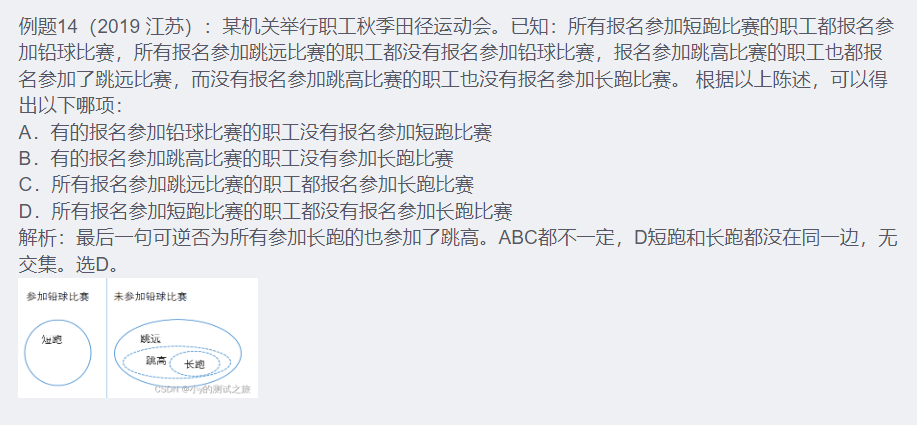 例题14（2019 江苏）：某机关举行职工秋季田径运动会。已知：所有报名参加短跑比赛的职工都报名参
加铅球比赛，所有报名参加跳远比赛的职工都没有报名参加铅球比赛，报名参加跳高比赛的职工也都报
名参加了跳远比赛，而没有报名参加跳高比赛的职工也没有报名参加长跑比赛。 根据以上陈述，可以得
出以下哪项：
A．有的报名参加铅球比赛的职工没有报名参加短跑比赛
B．有的报名参加跳高比赛的职工没有参加长跑比赛
C．所有报名参加跳远比赛的职工都报名参加长跑比赛
D．所有报名参加短跑比赛的职工都没有报名参加长跑比赛
解析：最后一句可逆否为所有参加长跑的也参加了跳高。ABC都不一定，D短跑和长跑都没在同一边，无
交集。选D。
参加铅球比赛 未参加铅球比赛
短跑
跳远
跳高 长跑
CSDN @小y的测试之旅